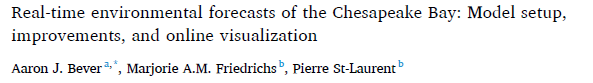 Real-time environmental forecasts of the Chesapeake Bay: Model setup,
improvements, and online visualization
Aaron J. Bever a,*, Marjorie A.M. Friedrichs b, Pierre St-Laurent b